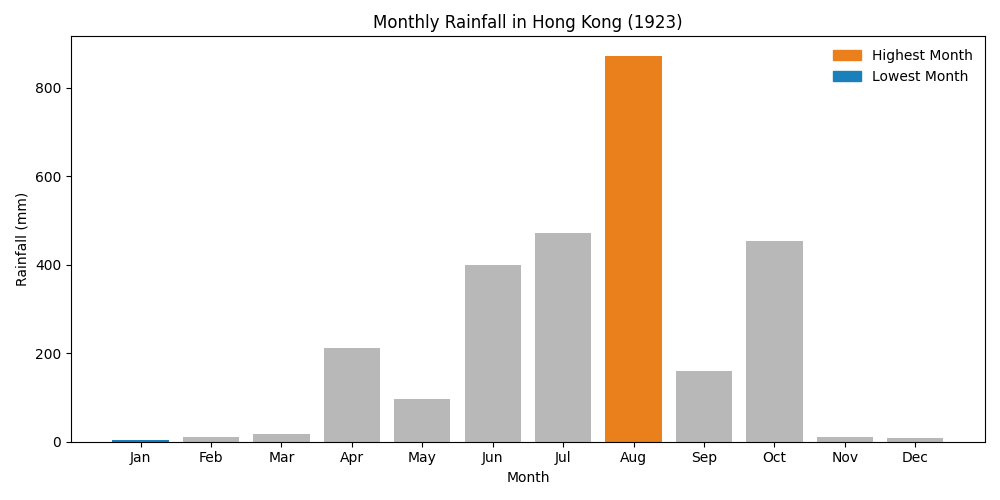 Monthly Rainfall in Hong Kong (1923)
Highest Month
Lowest Month
Rainfall (mm)
800
600
400
200
0
Jan Feb Mar Apr May Jun Jul Aug Sep Oct Nov Dec
Month